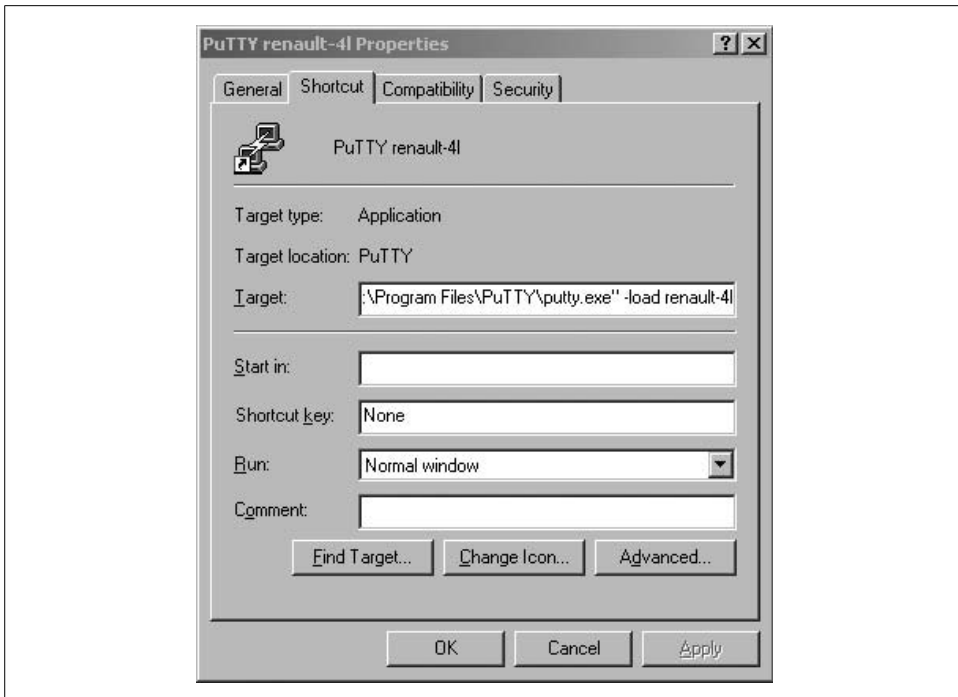 PuTTY renault-4l Properties
General Shortcut Compatibility Security
PuTTY renault-4l
Target type: Application
Target location: PuTTY
Target: :\Program Files\PuTTY\putty.exe" -load renault-4l
Start in:
Shortcut key: None
Run: Normal window
Comment:
Find Target... Change Icon... Advanced...
OK Cancel Apply